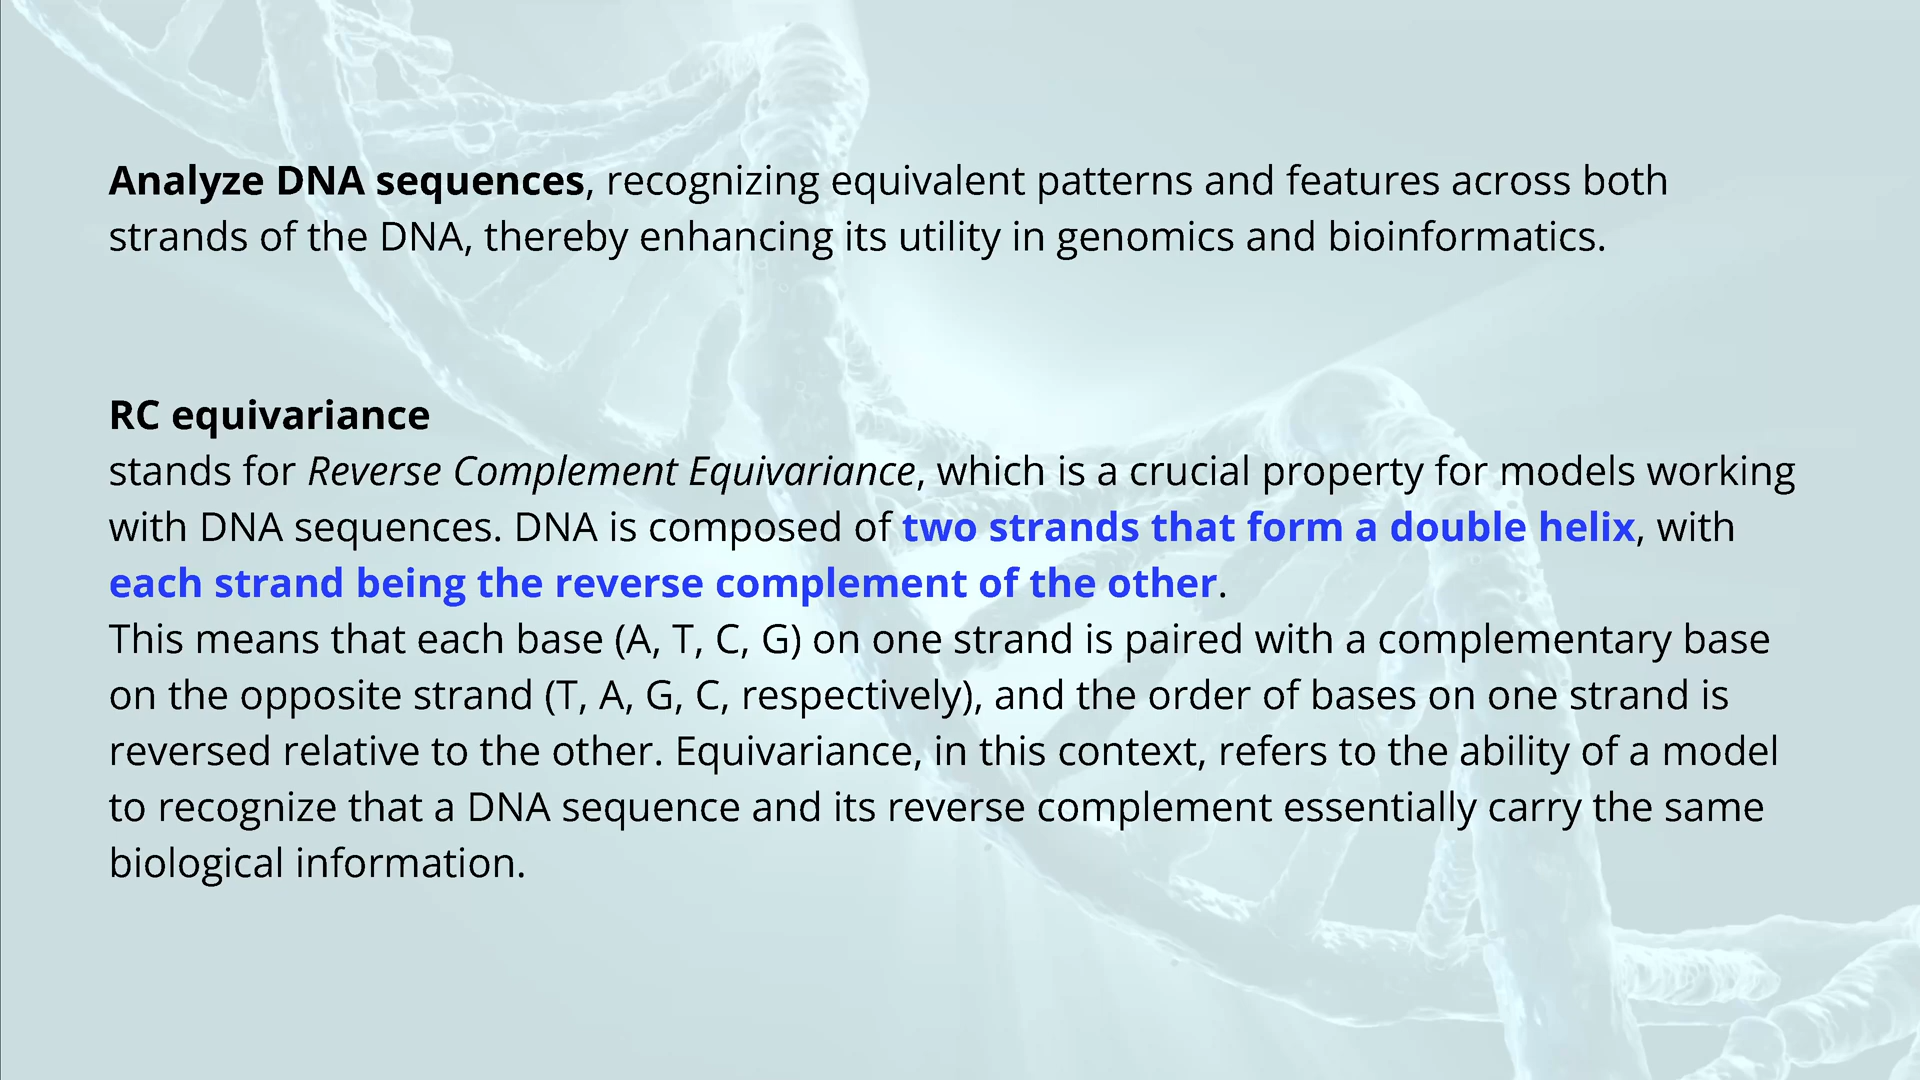 Analyze DNA sequences, recognizing equivalent patterns and features across both
strands of the DNA, thereby enhancing its utility in genomics and bioinformatics.
RC equivariance
stands for Reverse Complement Equivariance, which is a crucial property for models working
with DNA sequences. DNA is composed of two strands that form a double helix, with
each strand being the reverse complement of the other.
This means that each base (A, T, C, G) on one strand is paired with a complementary base
on the opposite strand (T, A, G, C, respectively), and the order of bases on one strand is
reversed relative to the other. Equivariance, in this context, refers to the ability of a model
to recognize that a DNA sequence and its reverse complement essentially carry the same
biological information.